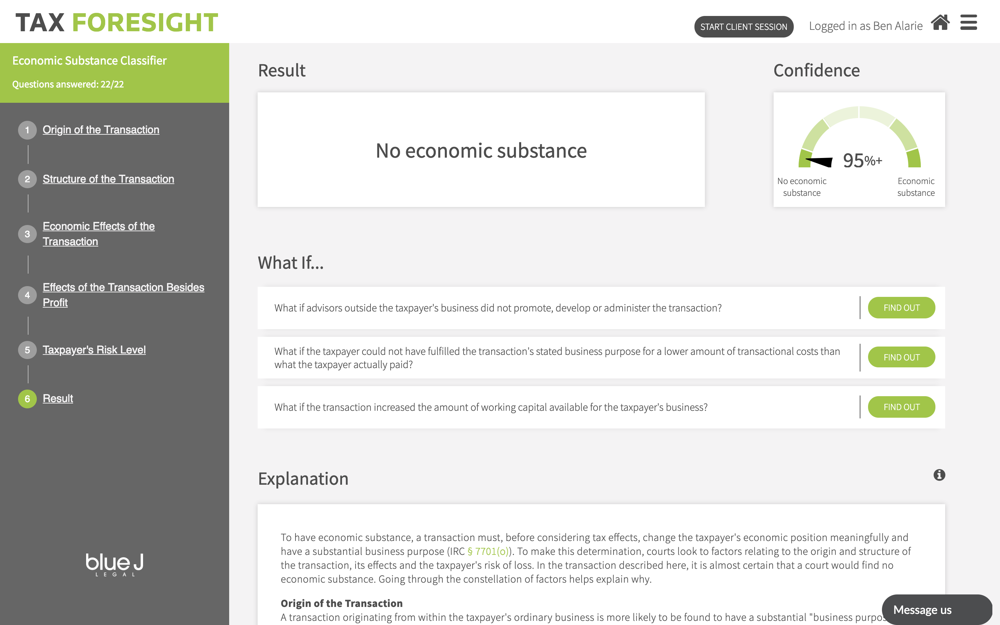 TAX FORESIGHT
START CLIENT SESSION
Logged in as Ben Alarie
Economic Substance Classifier
Questions answered: 22/22
1 Origin of the Transaction
2 Structure of the Transaction
3 Economic Effects of the
Transaction
4 Effects of the Transaction Besides
Profit
5 Taxpayer's Risk Level
6 Result
blue J
LEGAL
Result
No economic substance
Confidence
95%+
No economic
substance
Economic
substance
What If...
What if advisors outside the taxpayer's business did not promote, develop or administer the transaction?
FIND OUT
What if the taxpayer could not have fulfilled the transaction's stated business purpose for a lower amount of transactional costs than
what the taxpayer actually paid?
FIND OUT
What if the transaction increased the amount of working capital available for the taxpayer's business?
FIND OUT
Explanation
To have economic substance, a transaction must, before considering tax effects, change the taxpayer's economic position meaningfully and
have a substantial business purpose (IRC § 7701(o)). To make this determination, courts look to factors relating to the origin and structure of
the transaction, its effects and the taxpayer's risk of loss. In the transaction described here, it is almost certain that a court would find no
economic substance. Going through the constellation of factors helps explain why.
Origin of the Transaction
A transaction originating from within the taxpayer's ordinary business is more likely to be found to have a substantial "business
Message us